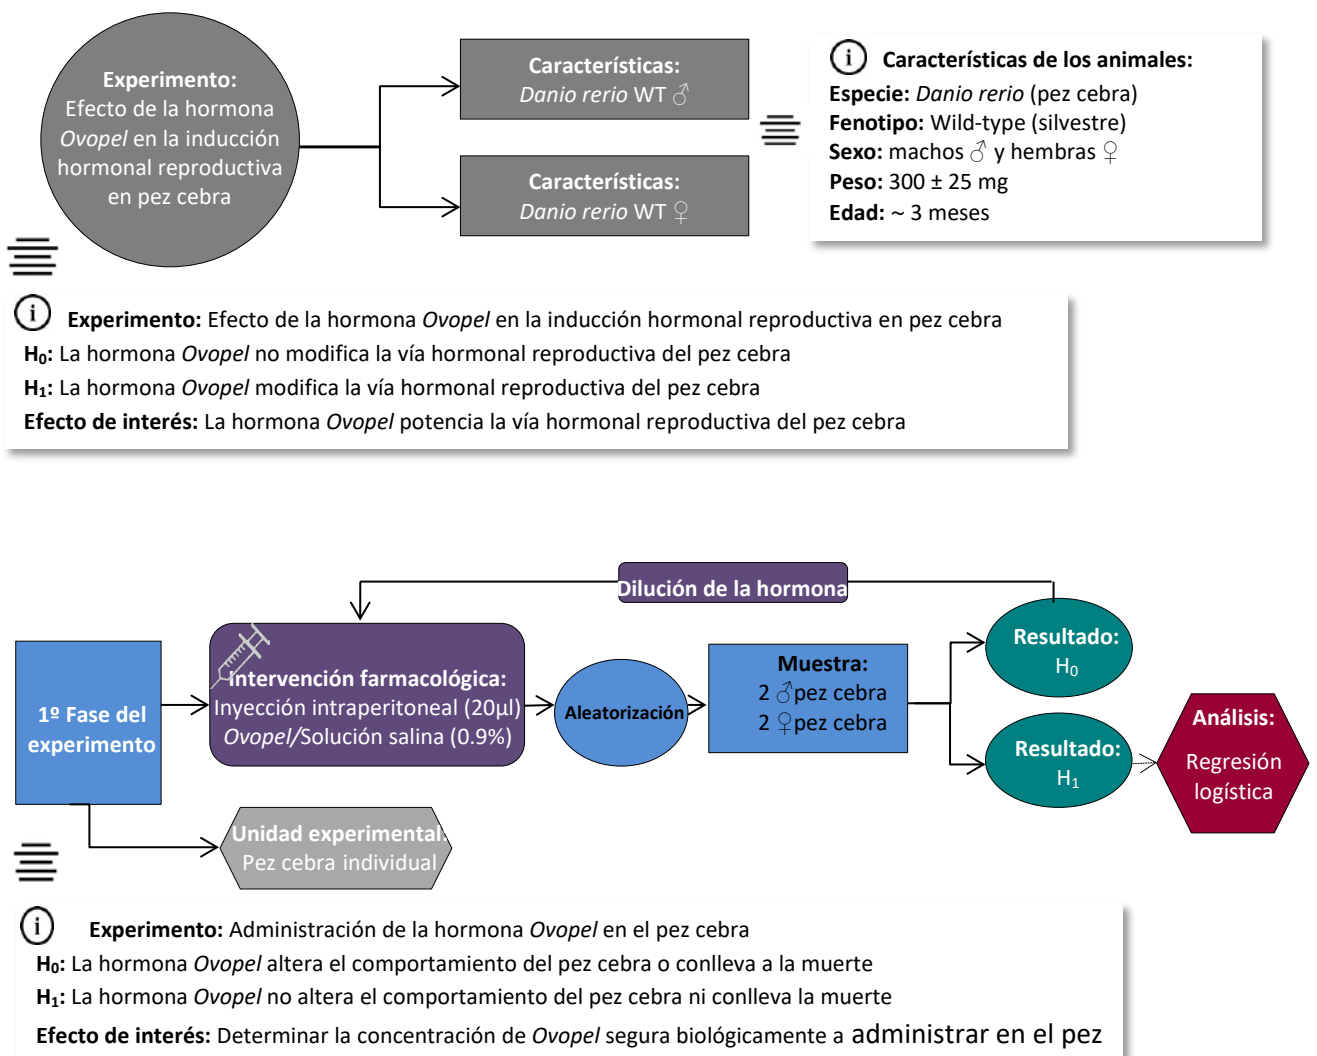 Experimento:
Efecto de la hormona
Ovopel en la inducción
hormonal reproductiva
en pez cebra
Características:
Danio rerio WT ♂
Características:
Danio rerio WT ♀
i Características de los animales:
Especie: Danio rerio (pez cebra)
Fenotipo: Wild-type (silvestre)
Sexo: machos ♂ y hembras ♀
Peso: 300 ± 25 mg
Edad: ~ 3 meses
i Experimento: Efecto de la hormona Ovopel en la inducción hormonal reproductiva en pez cebra
H₀: La hormona Ovopel no modifica la vía hormonal reproductiva del pez cebra
H₁: La hormona Ovopel modifica la vía hormonal reproductiva del pez cebra
Efecto de interés: La hormona Ovopel potencia la vía hormonal reproductiva del pez cebra
Dilución de la hormona
1º Fase del
experimento
Intervención farmacológica:
Inyección intraperitoneal (20µl)
Ovopel/Solución salina (0.9%)
Aleatorización
Muestra:
2 ♂pez cebra
2 ♀pez cebra
Resultado:
H₀
Resultado:
H₁
Análisis:
Regresión
logística
Unidad experimental:
Pez cebra individual
i Experimento: Administración de la hormona Ovopel en el pez cebra
H₀: La hormona Ovopel altera el comportamiento del pez cebra o conlleva a la muerte
H₁: La hormona Ovopel no altera el comportamiento del pez cebra ni conlleva la muerte
Efecto de interés: Determinar la concentración de Ovopel segura biológicamente a administrar en el pez